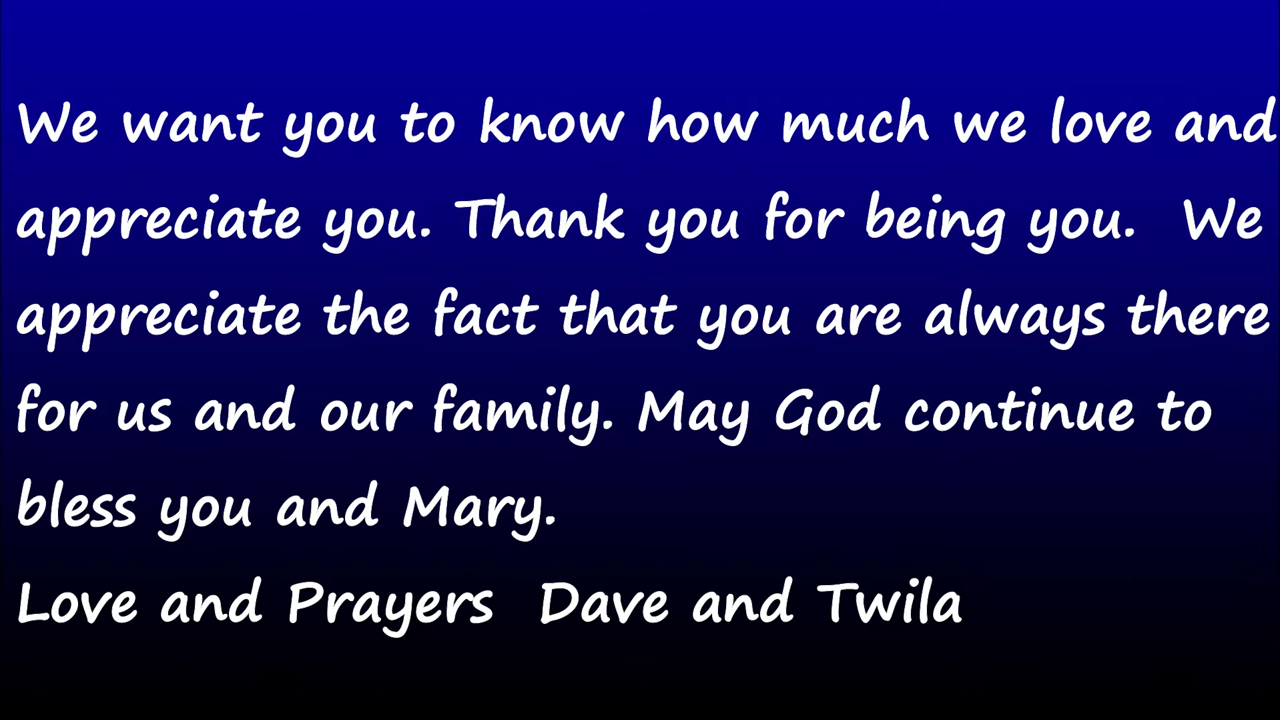 We want you to know how much we love and
appreciate you. Thank you for being you.  We
appreciate the fact that you are always there
for us and our family. May God continue to
bless you and Mary.
Love and Prayers  Dave and Twila